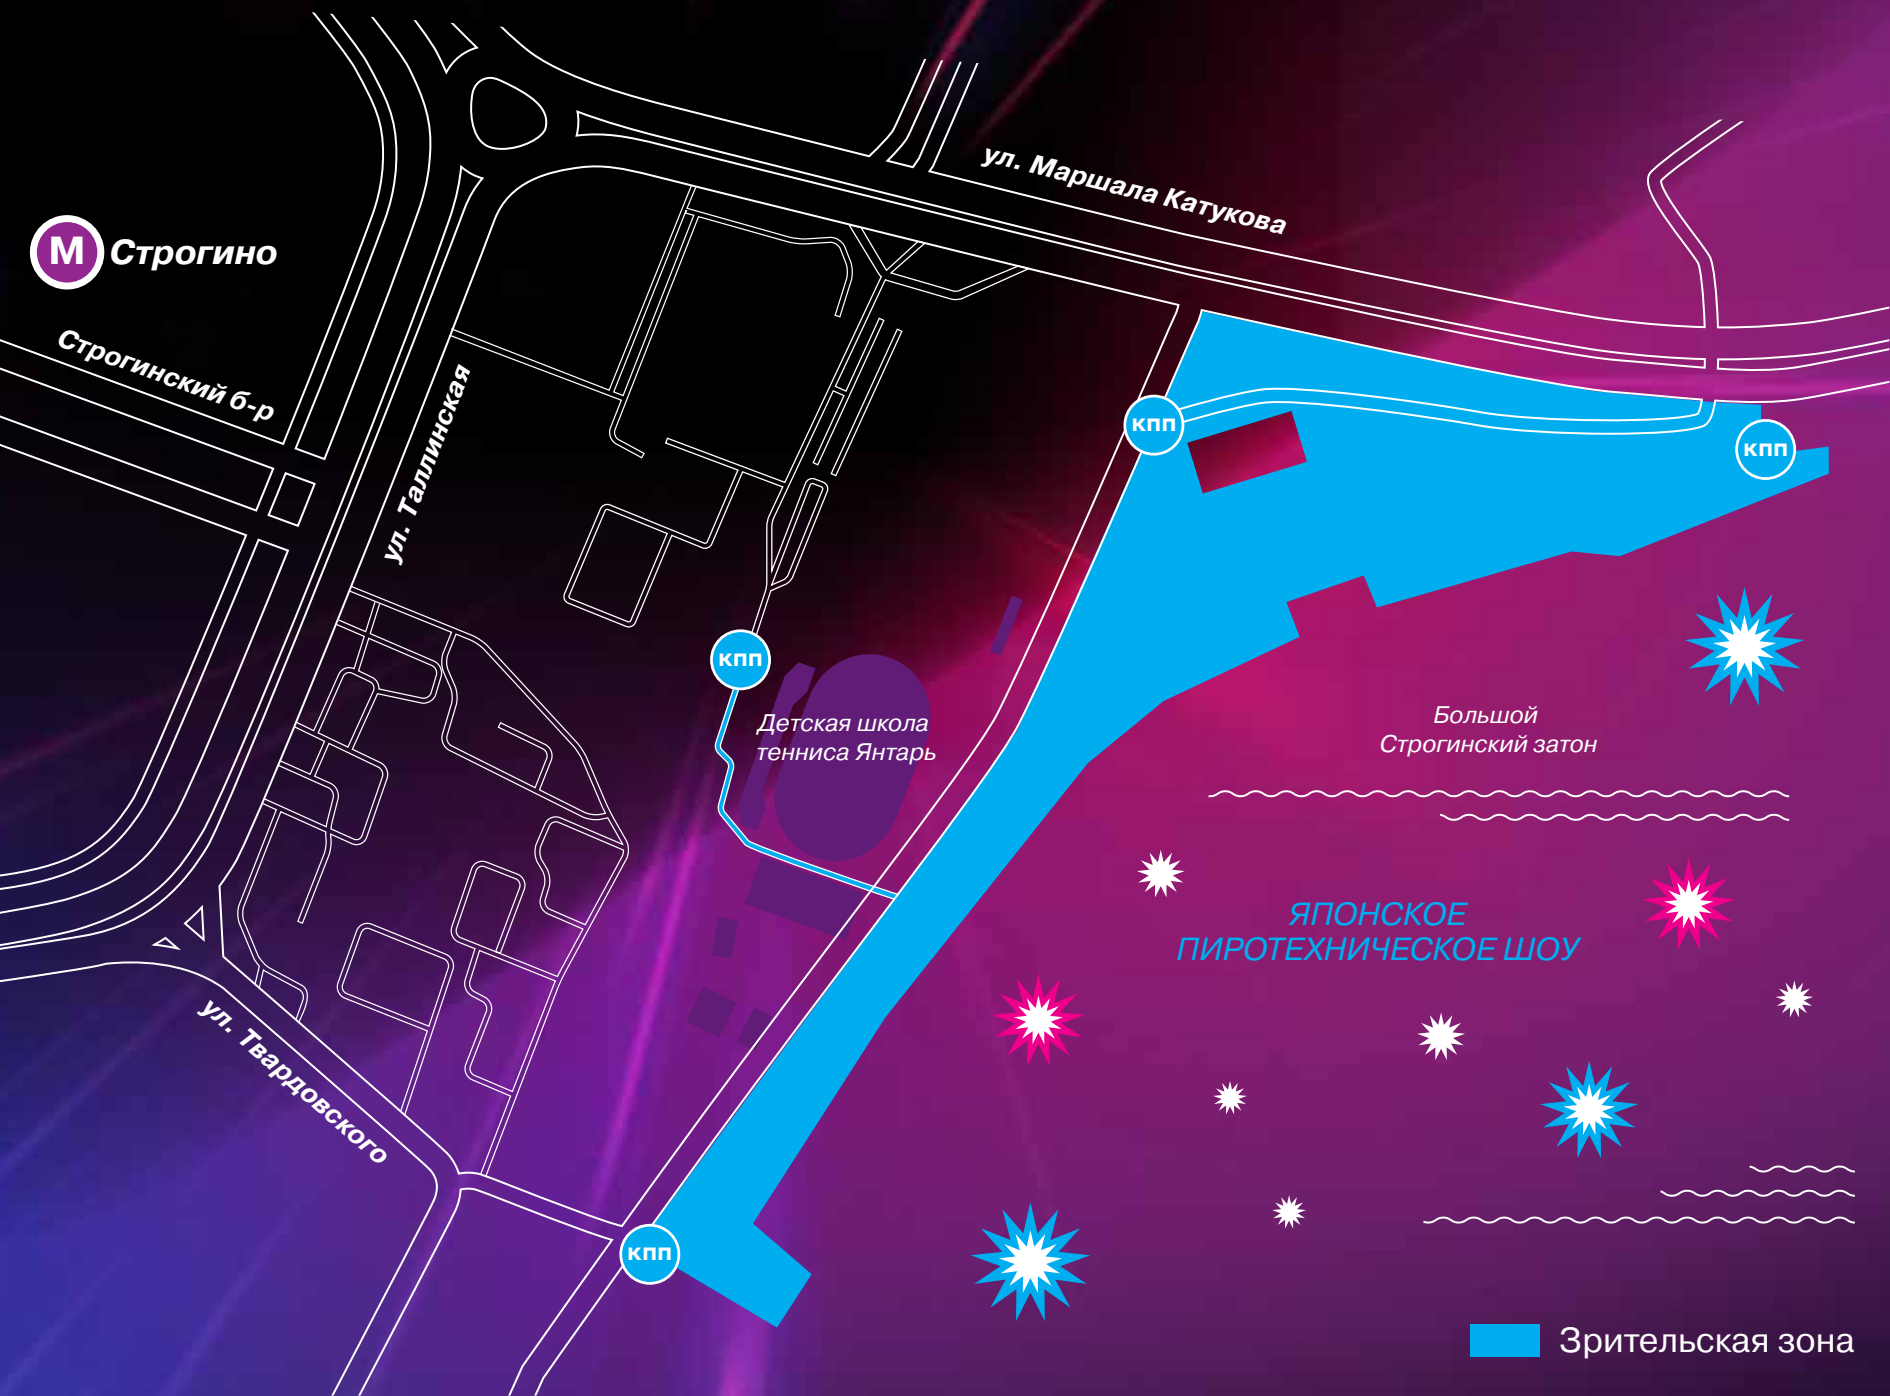 ул. Маршала Катукова
М Строгино
Строгинский б-р
ул. Таллинская
кпп
кпп
кпп
Детская школа
тенниса Янтарь
Большой
Строгинский затон
ЯПОНСКОЕ
ПИРОТЕХНИЧЕСКОЕ ШОУ
ул. Твардовского
кпп
Зрительская зона